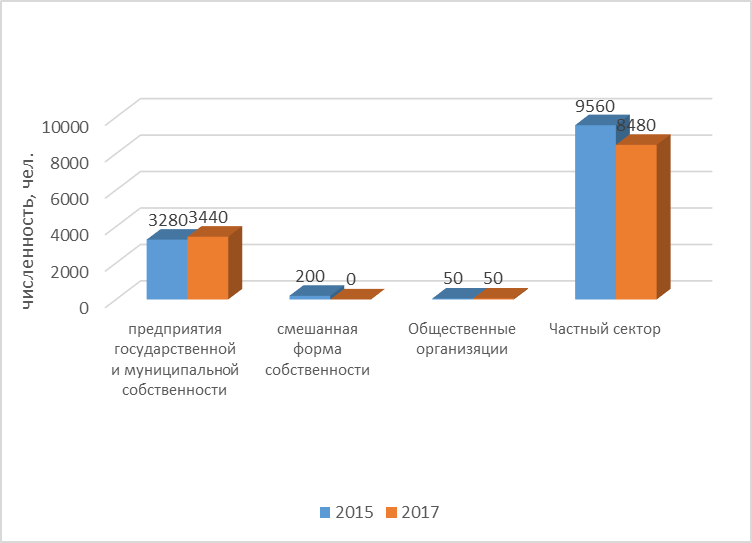 численность, чел.
10000
8000
6000
4000
2000
0
3280
3440
200
0
50
50
9560
8480
предприятия
государственной
и муниципальной
собственности
смешанная
форма
собственности
Общественные
организяции
Частный сектор
2015
2017